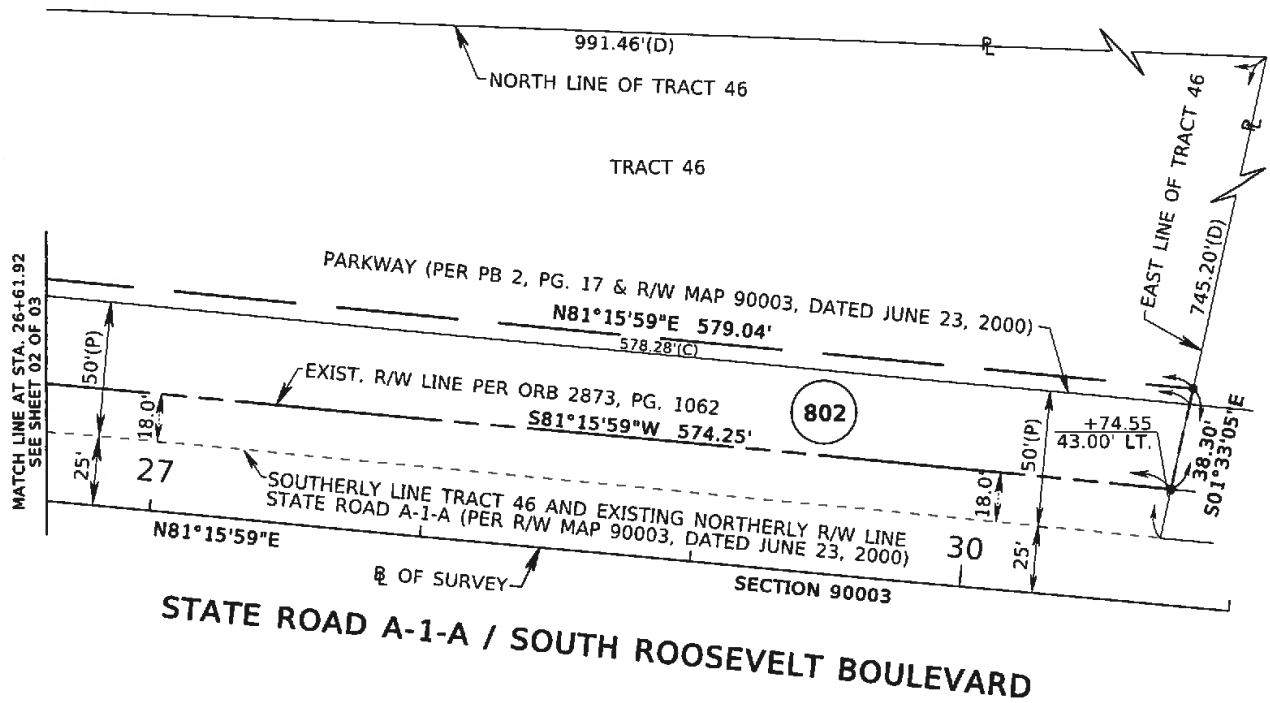 991.46'(D)
℄
NORTH LINE OF TRACT 46
TRACT 46
EAST LINE OF TRACT 46
745.20'(D)
MATCH LINE AT STA. 26+61.92
SEE SHEET 02 OF 03
PARKWAY (PER PB 2, PG. 17 & R/W MAP 90003, DATED JUNE 23, 2000)
N81°15'59"E 579.04'
578.28'(C)
50'(P)
EXIST. R/W LINE PER ORB 2873, PG. 1062
S81°15'59"W 574.25'
802
50'(P)
+74.55
43.00' LT.
38.30'
S01°33'05"E
18.0'
25'
27
SOUTHERLY LINE TRACT 46 AND EXISTING NORTHERLY R/W LINE
STATE ROAD A-1-A (PER R/W MAP 90003, DATED JUNE 23, 2000)
18.0'
30
25'
N81°15'59"E
OF SURVEY
SECTION 90003
STATE ROAD A-1-A / SOUTH ROOSEVELT BOULEVARD